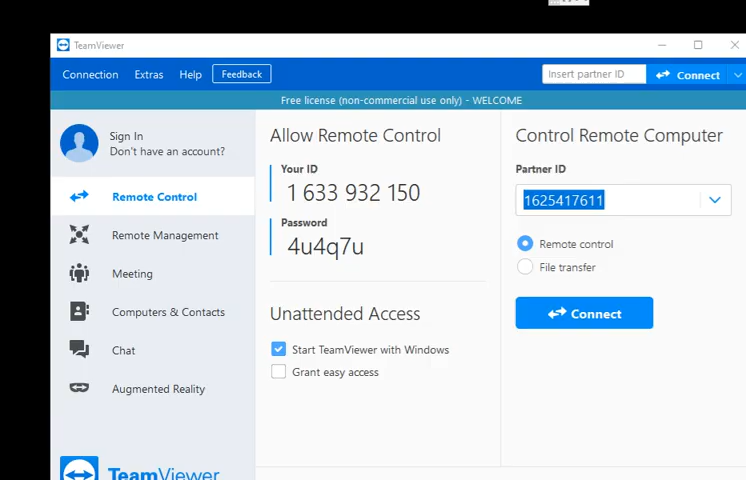 TeamViewer
Connection Extras Help Feedback Insert partner ID Connect
Free license (non-commercial use only) - WELCOME
Sign In
Don't have an account?
Remote Control
Remote Management
Meeting
Computers & Contacts
Chat
Augmented Reality
TeamViewer
Allow Remote Control
Your ID
1 633 932 150
Password
4u4q7u
Unattended Access
Start TeamViewer with Windows
Grant easy access
Control Remote Computer
Partner ID
1625417611
Remote control
File transfer
Connect